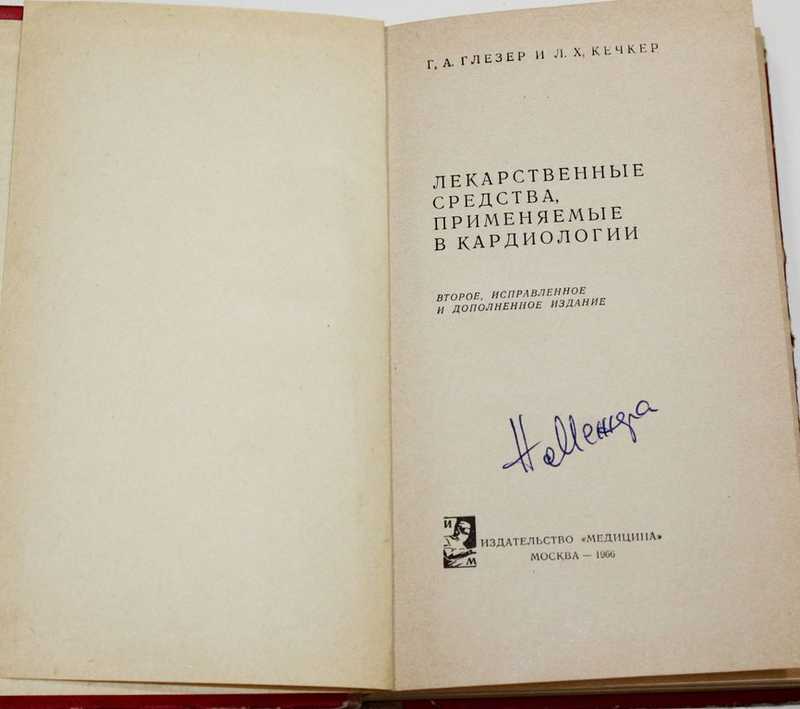 Г. А. ГЛЕЗЕР И Л. Х. КЕЧКЕР
ЛЕКАРСТВЕННЫЕ
СРЕДСТВА,
ПРИМЕНЯЕМЫЕ
В КАРДИОЛОГИИ
ВТОРОЕ, ИСПРАВЛЕННОЕ
И ДОПОЛНЕННОЕ ИЗДАНИЕ
И
М
ИЗДАТЕЛЬСТВО «МЕДИЦИНА»
МОСКВА — 1966